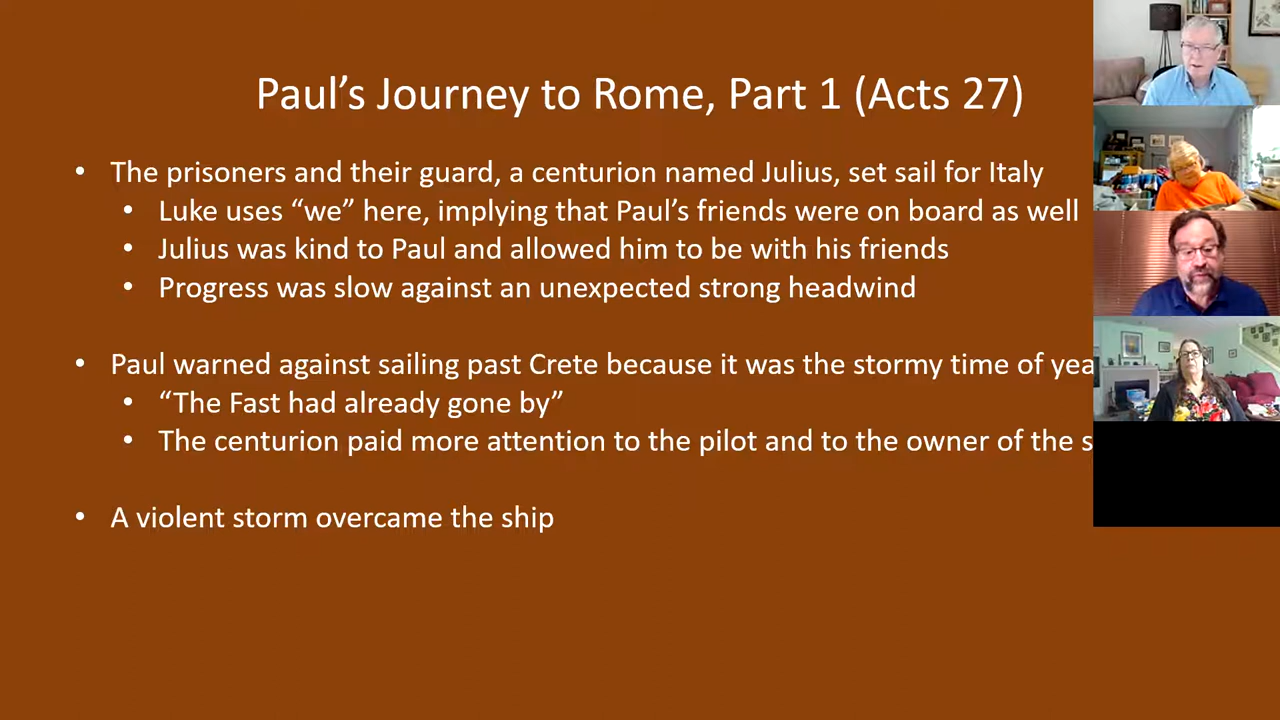 Paul’s Journey to Rome, Part 1 (Acts 27)
• The prisoners and their guard, a centurion named Julius, set sail for Italy
• Luke uses “we” here, implying that Paul’s friends were on board as well
• Julius was kind to Paul and allowed him to be with his friends
• Progress was slow against an unexpected strong headwind
• Paul warned against sailing past Crete because it was the stormy time of
• “The Fast had already gone by”
• The centurion paid more attention to the pilot and to the owner of the
• A violent storm overcame the ship